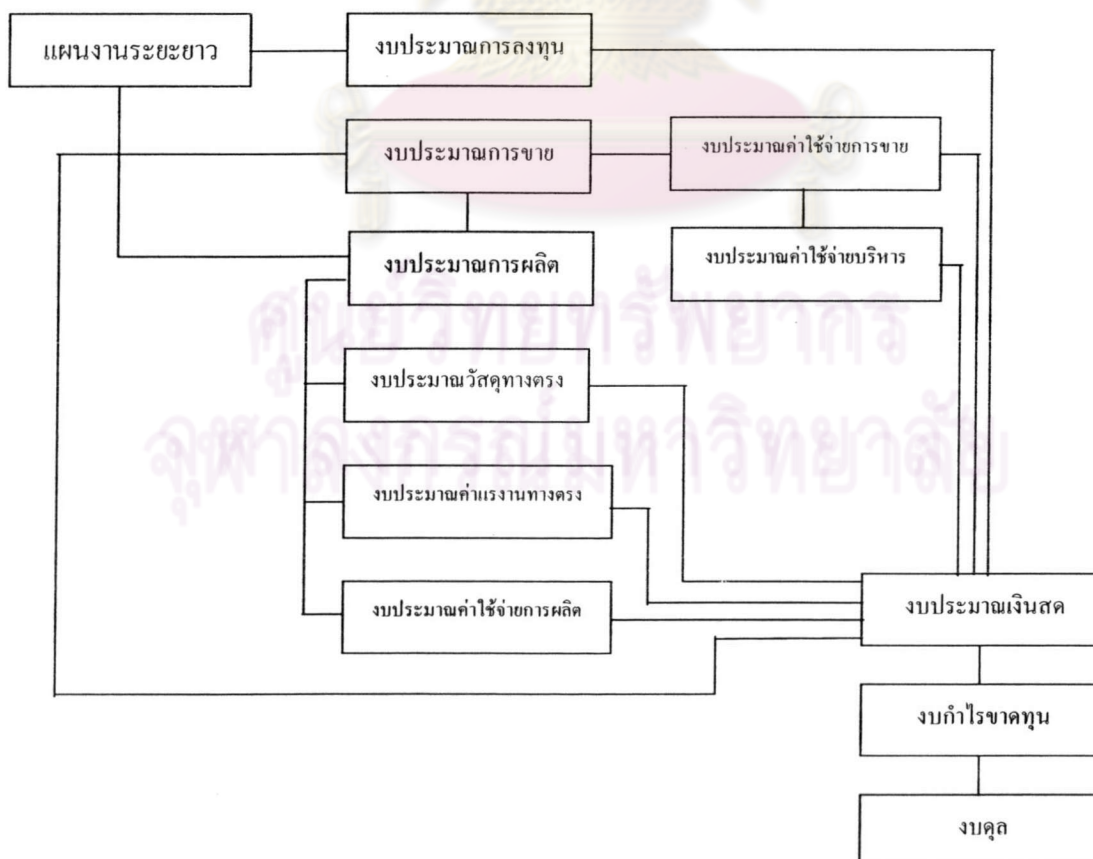 แผนงานระยะยาว
งบประมาณการลงทุน
งบประมาณการขาย
งบประมาณค่าใช้จ่ายการขาย
งบประมาณการผลิต
งบประมาณค่าใช้จ่ายบริหาร
ศูนย์วิทยทรัพยากร
งบประมาณวัสดุทางตรง
จุฬาลงกรณ์มหาวิทยาลัย
งบประมาณค่าแรงงานทางตรง
งบประมาณค่าใช้จ่ายการผลิต
งบประมาณเงินสด
งบกำไรขาดทุน
งบดุล